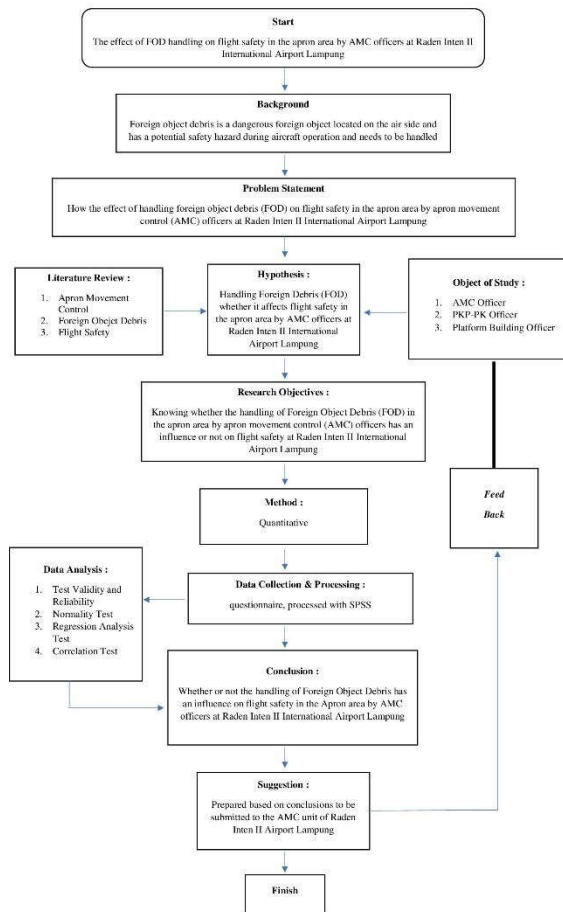 Start
The effect of FOD handling on flight safety in the apron area by AMC officers at Raden Inten II
International Airport Lampung
Background
Foreign object debris is a dangerous foreign object located on the air side and
has a potential safety hazard during aircraft operation and needs to be handled
Problem Statement
How the effect of handling foreign object debris (FOD) on flight safety in the apron area by apron movement
control (AMC) officers at Raden Inten II International Airport Lampung
Literature Review :
1. Apron Movement
Control
2. Foreign Obejct Debris
3. Flight Safety
Hypothesis :
Handling Foreign Debris (FOD)
whether it affects flight safety in
the apron area by AMC officers at
Raden Inten II International
Airport Lampung
Object of Study :
1. AMC Officer
2. PKP-PK Officer
3. Platform Building Officer
Research Objectives :
Knowing whether the handling of Foreign Object Debris (FOD) in
the apron area by apron movement control (AMC) officers has an
influence or not on flight safety at Raden Inten II International
Airport Lampung
Method :
Quantitative
Feed
Back
Data Analysis :
1. Test Validity and
Reliability
2. Normality Test
3. Regression Analysis
Test
4. Correlation Test
Data Collection & Processing :
questionnaire, processed with SPSS
Conclusion :
Whether or not the handling of Foreign Object Debris has
an influence on flight safety in the Apron area by AMC
officers at Raden Inten II International Airport Lampung
Suggestion :
Prepared based on conclusions to be
submitted to the AMC unit of Raden
Inten II Airport Lampung
Finish